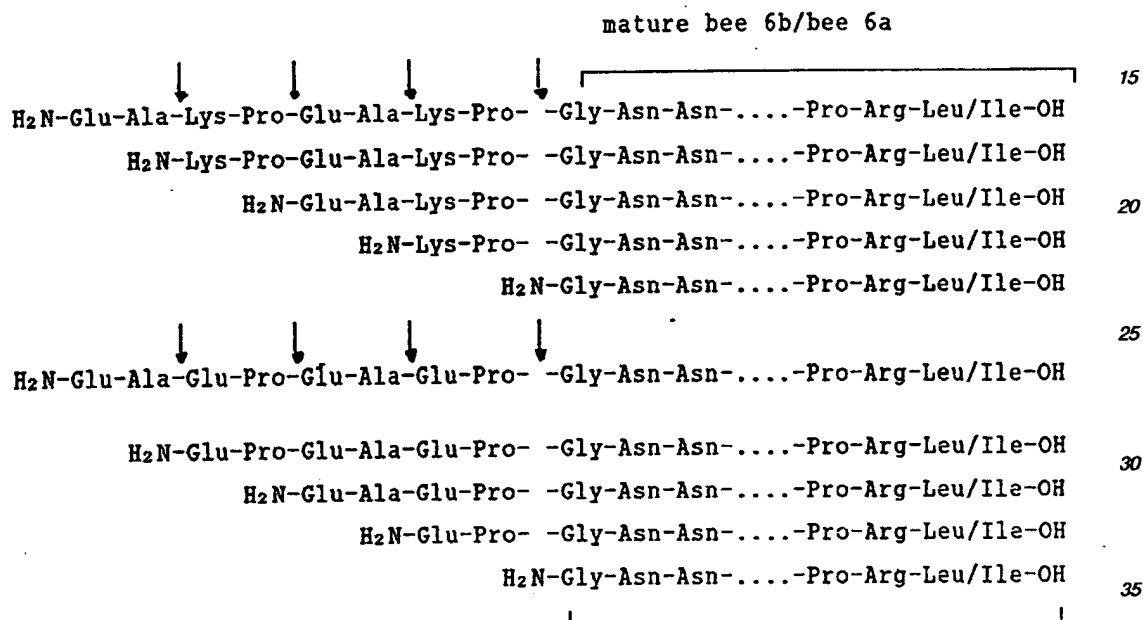 mature bee 6b/bee 6a
15
H₂N-Glu-Ala-Lys-Pro-Glu-Ala-Lys-Pro- -Gly-Asn-Asn-....-Pro-Arg-Leu/Ile-OH
H₂N-Lys-Pro-Glu-Ala-Lys-Pro- -Gly-Asn-Asn-....-Pro-Arg-Leu/Ile-OH
H₂N-Glu-Ala-Lys-Pro- -Gly-Asn-Asn-....-Pro-Arg-Leu/Ile-OH
20
H₂N-Lys-Pro- -Gly-Asn-Asn-....-Pro-Arg-Leu/Ile-OH
H₂N-Gly-Asn-Asn-....-Pro-Arg-Leu/Ile-OH
25
H₂N-Glu-Ala-Glu-Pro-Glu-Ala-Glu-Pro- -Gly-Asn-Asn-....-Pro-Arg-Leu/Ile-OH
H₂N-Glu-Pro-Glu-Ala-Glu-Pro- -Gly-Asn-Asn-....-Pro-Arg-Leu/Ile-OH
30
H₂N-Glu-Ala-Glu-Pro- -Gly-Asn-Asn-....-Pro-Arg-Leu/Ile-OH
H₂N-Glu-Pro- -Gly-Asn-Asn-....-Pro-Arg-Leu/Ile-OH
H₂N-Gly-Asn-Asn-....-Pro-Arg-Leu/Ile-OH
35